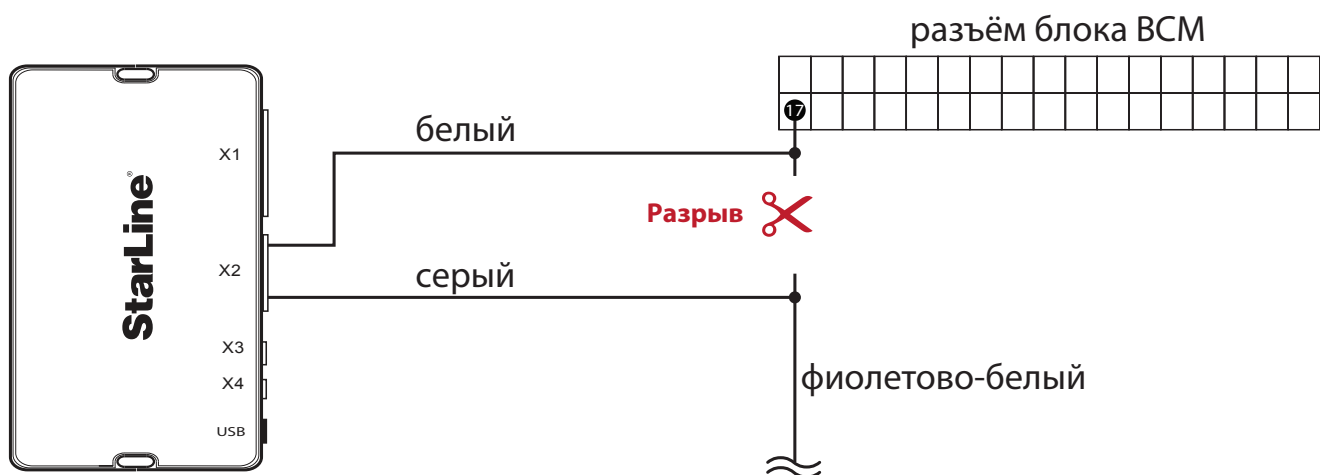 разъём блока BCM
17
белый
X1
Разрыв
StarLine®
X2
серый
X3
X4
фиолетово-белый
USB